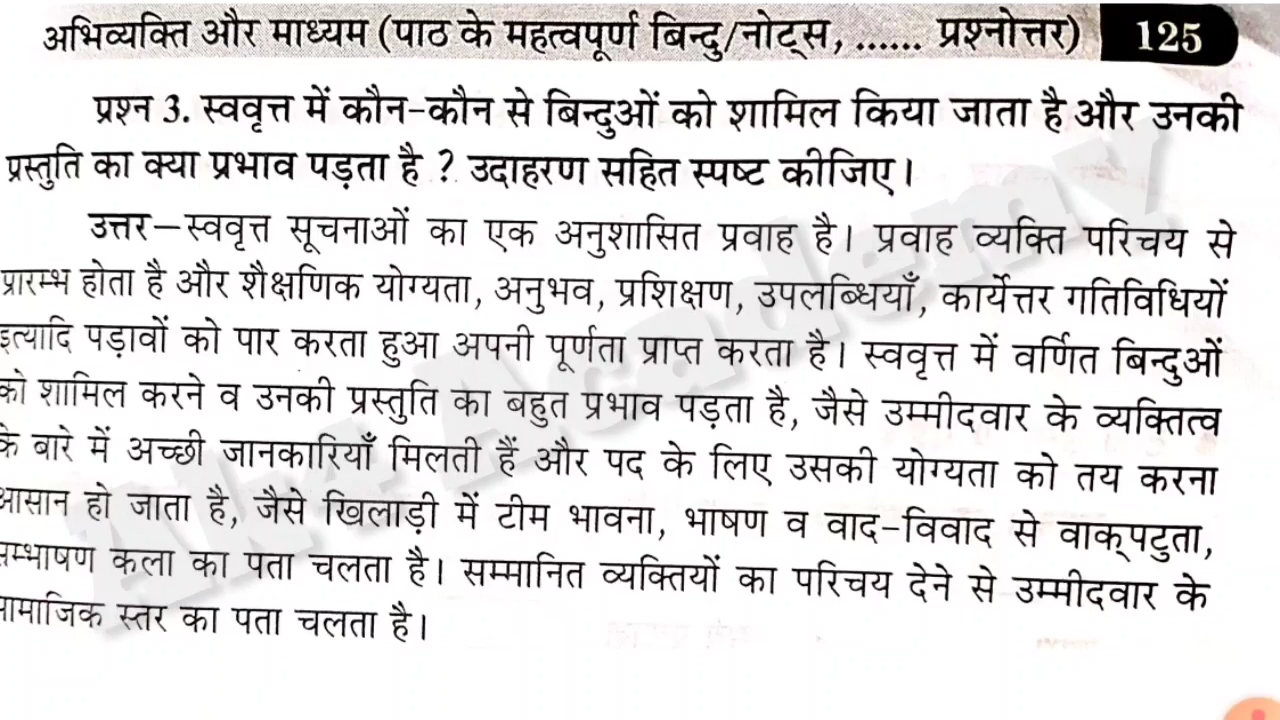 अभिव्यक्ति और माध्यम (पाठ के महत्वपूर्ण बिन्दु/नोट्स, ...... प्रश्नोत्तर) 125
प्रश्न 3. स्ववृत्त में कौन-कौन से बिन्दुओं को शामिल किया जाता है और उनकी
प्रस्तुति का क्या प्रभाव पड़ता है ? उदाहरण सहित स्पष्ट कीजिए।
उत्तर—स्ववृत्त सूचनाओं का एक अनुशासित प्रवाह है। प्रवाह व्यक्ति परिचय से
प्रारम्भ होता है और शैक्षणिक योग्यता, अनुभव, प्रशिक्षण, उपलब्धियाँ, कार्येत्तर गतिविधियों
इत्यादि पड़ावों को पार करता हुआ अपनी पूर्णता प्राप्त करता है। स्ववृत्त में वर्णित बिन्दुओं
को शामिल करने व उनकी प्रस्तुति का बहुत प्रभाव पड़ता है, जैसे उम्मीदवार के व्यक्तित्व
के बारे में अच्छी जानकारियाँ मिलती हैं और पद के लिए उसकी योग्यता को तय करना
आसान हो जाता है, जैसे खिलाड़ी में टीम भावना, भाषण व वाद-विवाद से वाक्‌पटुता,
सम्भाषण कला का पता चलता है। सम्मानित व्यक्तियों का परिचय देने से उम्मीदवार के
सामाजिक स्तर का पता चलता है।